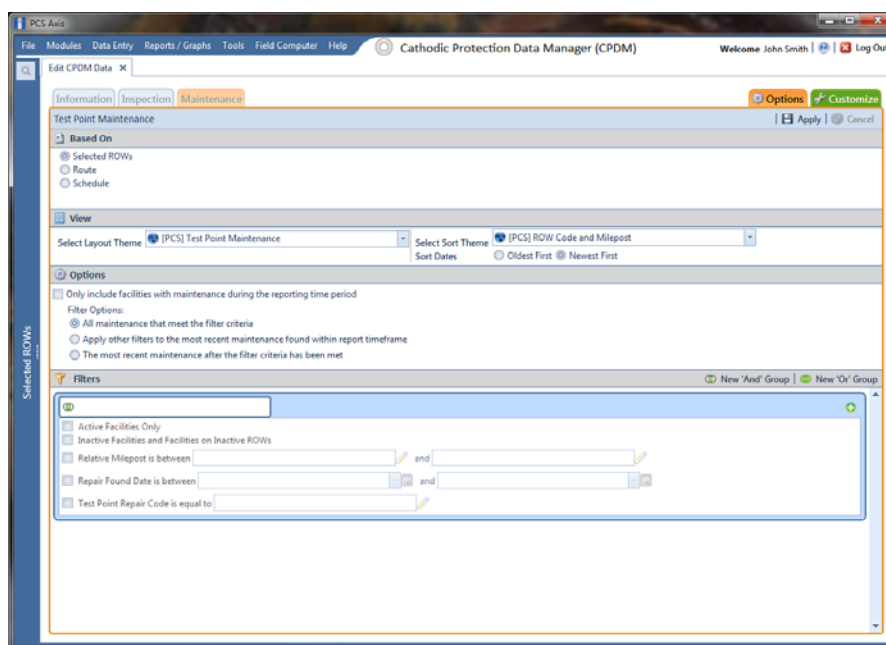 PCS Axis
File Modules Data Entry Reports / Graphs Tools Field Computer Help Cathodic Protection Data Manager (CPDM) Welcome John Smith | Log Out
Edit CPDM Data ×
Information Inspection Maintenance Options Customize
Test Point Maintenance | Apply | Cancel
Based On
Selected ROWs
Route
Schedule
View
Select Layout Theme [PCS] Test Point Maintenance Select Sort Theme [PCS] ROW Code and Milepost
Sort Dates Oldest First Newest First
Options
Only include facilities with maintenance during the reporting time period
Filter Options:
All maintenance that meet the filter criteria
Apply other filters to the most recent maintenance found within report timeframe
The most recent maintenance after the filter criteria has been met
Selected ROWs
Filters New 'And' Group | New 'Or' Group
Active Facilities Only
Inactive Facilities and Facilities on Inactive ROWs
Relative Milepost is between and
Repair Found Date is between and
Test Point Repair Code is equal to